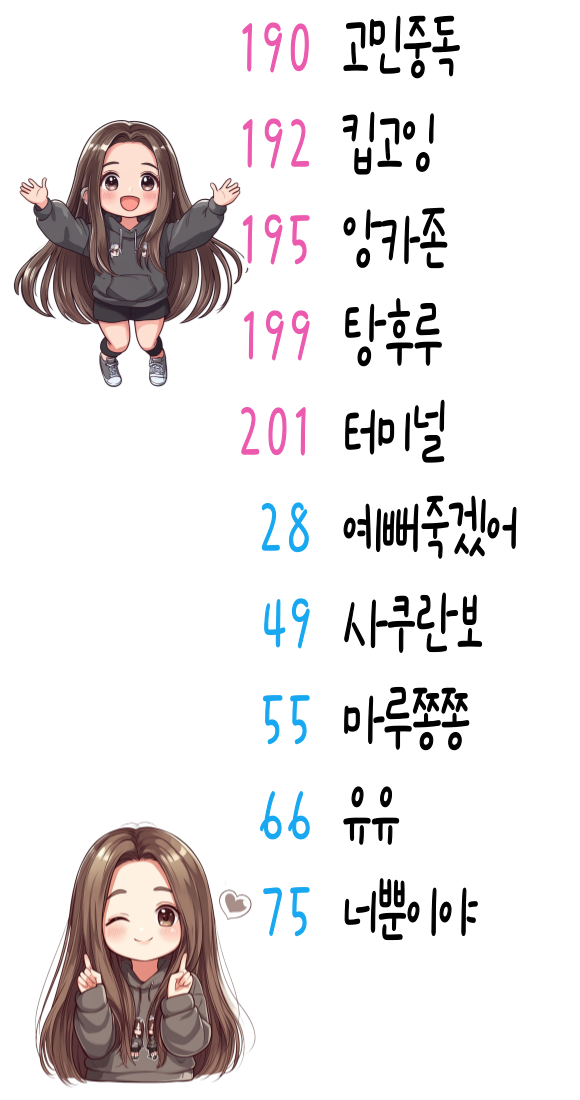 190 고민중독
192 킵고잉
195 앙카존
199 탕후루
201 터미널
28 예뻐죽겠어
49 사쿠란보
55 마루쫑쫑
66 유유
75 너뿐이야